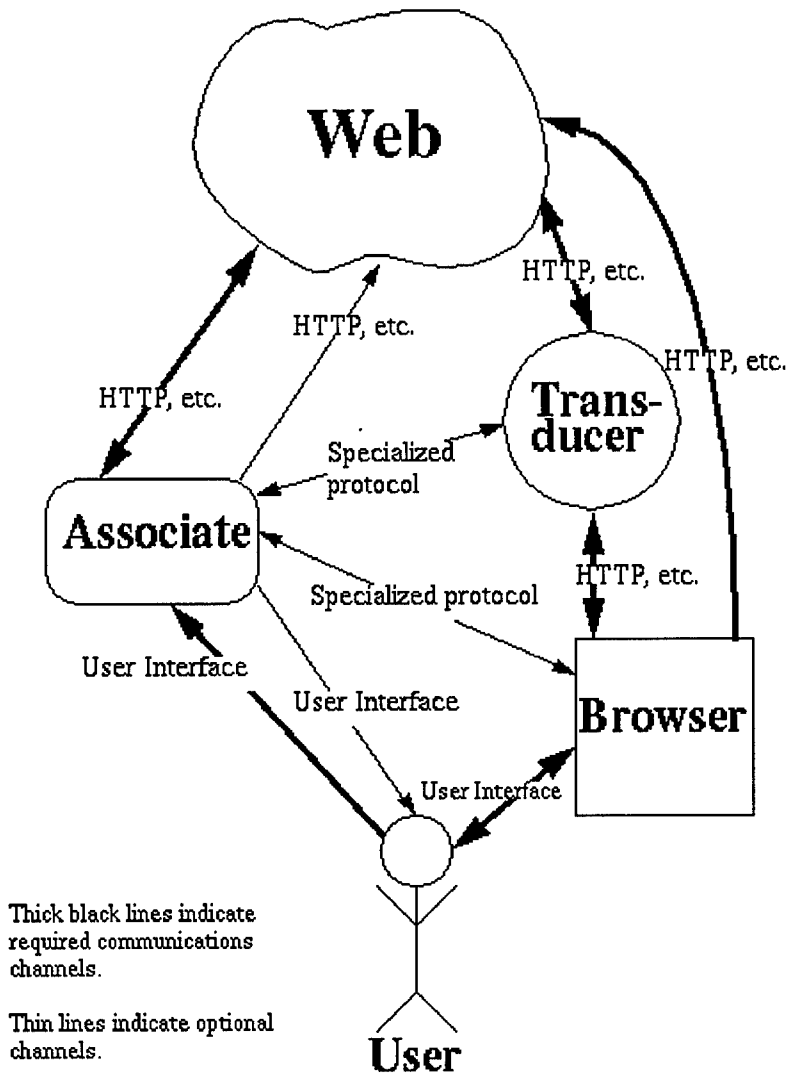 Web
HTTP, etc.
HTTP, etc.
HTTP, etc.
HTTP, etc.
Trans-
ducer
Specialized
protocol
Associate
HTTP, etc.
Specialized protocol
User Interface
User Interface
Browser
User Interface
Thick black lines indicate
required communications
channels.
Thin lines indicate optional
channels.
User